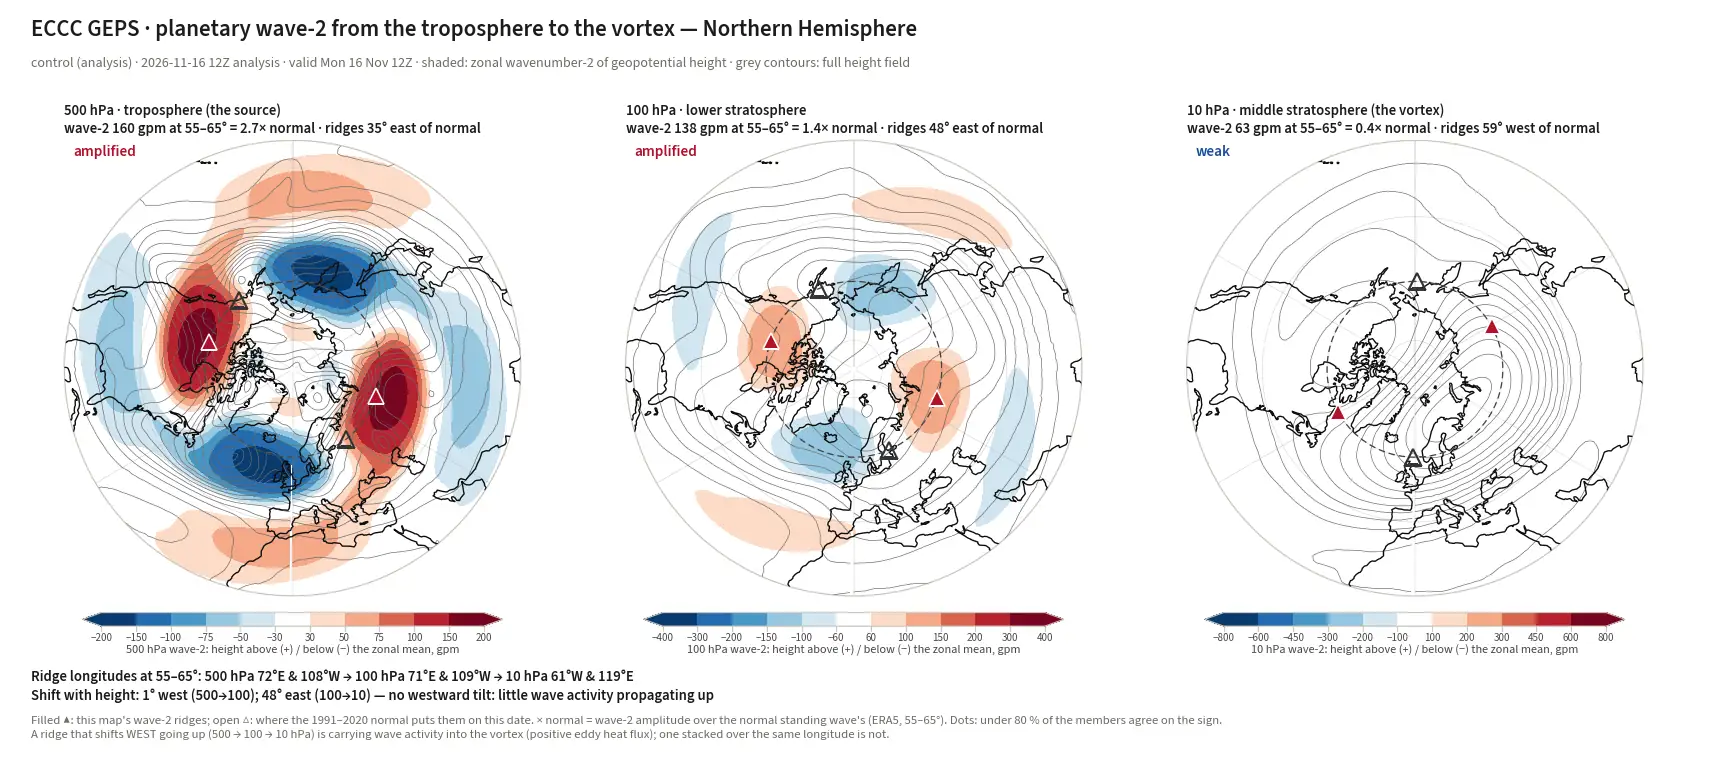 ECCC GEPS · planetary wave-2 from the troposphere to the vortex — Northern Hemisphere
control (analysis) · 2026-11-16 12Z analysis · valid Mon 16 Nov 12Z · shaded: zonal wavenumber-2 of geopotential height · grey contours: full height field
500 hPa · troposphere (the source)
wave-2 160 gpm at 55–65° = 2.7× normal · ridges 35° east of normal
amplified
100 hPa · lower stratosphere
wave-2 138 gpm at 55–65° = 1.4× normal · ridges 48° east of normal
amplified
10 hPa · middle stratosphere (the vortex)
wave-2 63 gpm at 55–65° = 0.4× normal · ridges 59° west of normal
weak
−200 −150 −100 −75 −50 −30 30 50 75 100 150 200
500 hPa wave-2: height above (+) / below (−) the zonal mean, gpm
−400 −300 −200 −150 −100 −60 60 100 150 200 300 400
100 hPa wave-2: height above (+) / below (−) the zonal mean, gpm
−800 −600 −450 −300 −200 −100 100 200 300 450 600 800
10 hPa wave-2: height above (+) / below (−) the zonal mean, gpm
Ridge longitudes at 55–65°: 500 hPa 72°E & 108°W → 100 hPa 71°E & 109°W → 10 hPa 61°W & 119°E
Shift with height: 1° west (500→100); 48° east (100→10) — no westward tilt: little wave activity propagating up
Filled ▲: this map's wave-2 ridges; open △: where the 1991–2020 normal puts them on this date. × normal = wave-2 amplitude over the normal standing wave's (ERA5, 55–65°). Dots: under 80 % of the members agree on the sign.
A ridge that shifts WEST going up (500 → 100 → 10 hPa) is carrying wave activity into the vortex (positive eddy heat flux); one stacked over the same longitude is not.